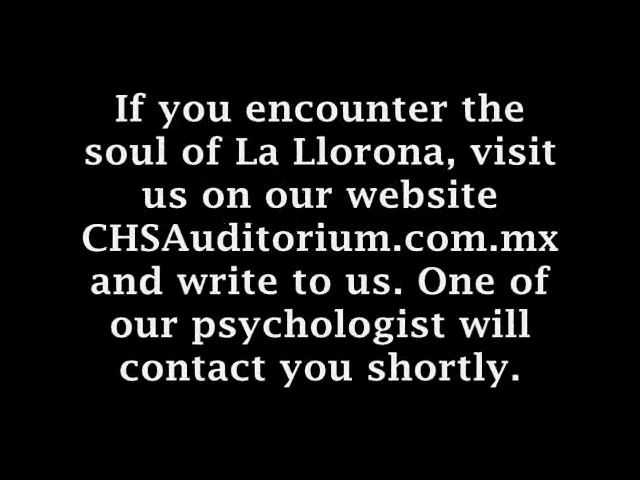 If you encounter the
soul of La Llorona, visit
us on our website
CHSAuditorium.com.mx
and write to us. One of
our psychologist will
contact you shortly.